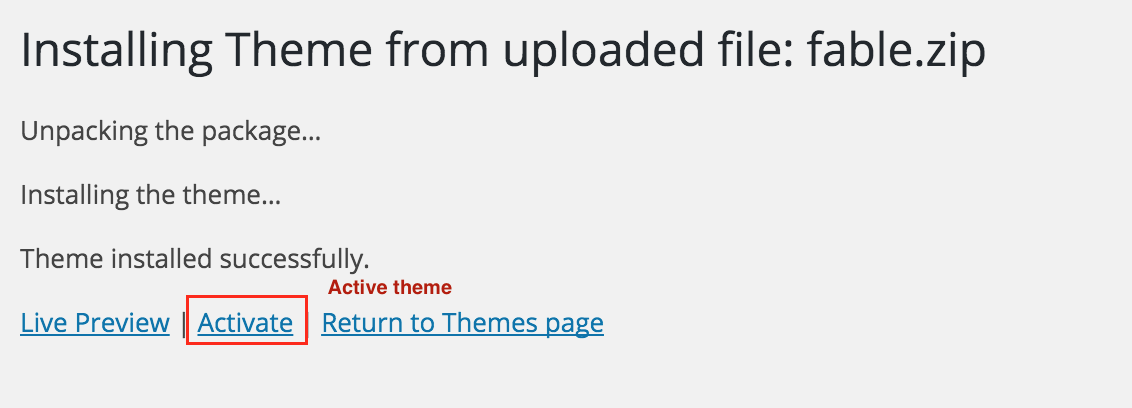 Installing Theme from uploaded file: fable.zip
Unpacking the package…
Installing the theme…
Theme installed successfully.
Active theme
Live Preview | Activate | Return to Themes page